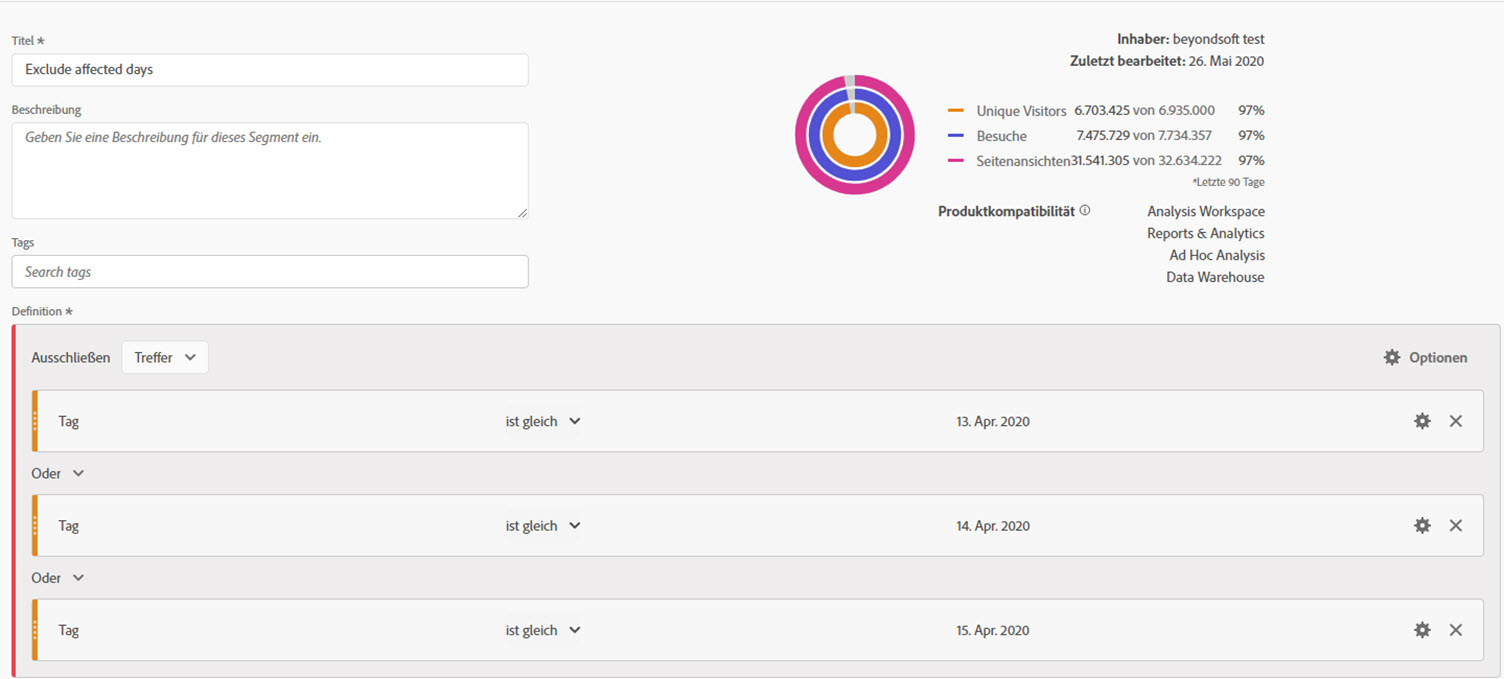 Titel *
Exclude affected days
Beschreibung
Geben Sie eine Beschreibung für dieses Segment ein.
Tags
Search tags
Inhaber: beyondsoft test
Zuletzt bearbeitet: 26. Mai 2020
Unique Visitors 6.703.425 von 6.935.000 97%
Besuche 7.475.729 von 7.734.357 97%
Seitenansichten 31.541.305 von 32.634.222 97%
*Letzte 90 Tage
Produktkompatibilität Analysis Workspace
Reports & Analytics
Ad Hoc Analysis
Data Warehouse
Definition *
Ausschließen Treffer Optionen
Tag ist gleich 13. Apr. 2020
Oder
Tag ist gleich 14. Apr. 2020
Oder
Tag ist gleich 15. Apr. 2020